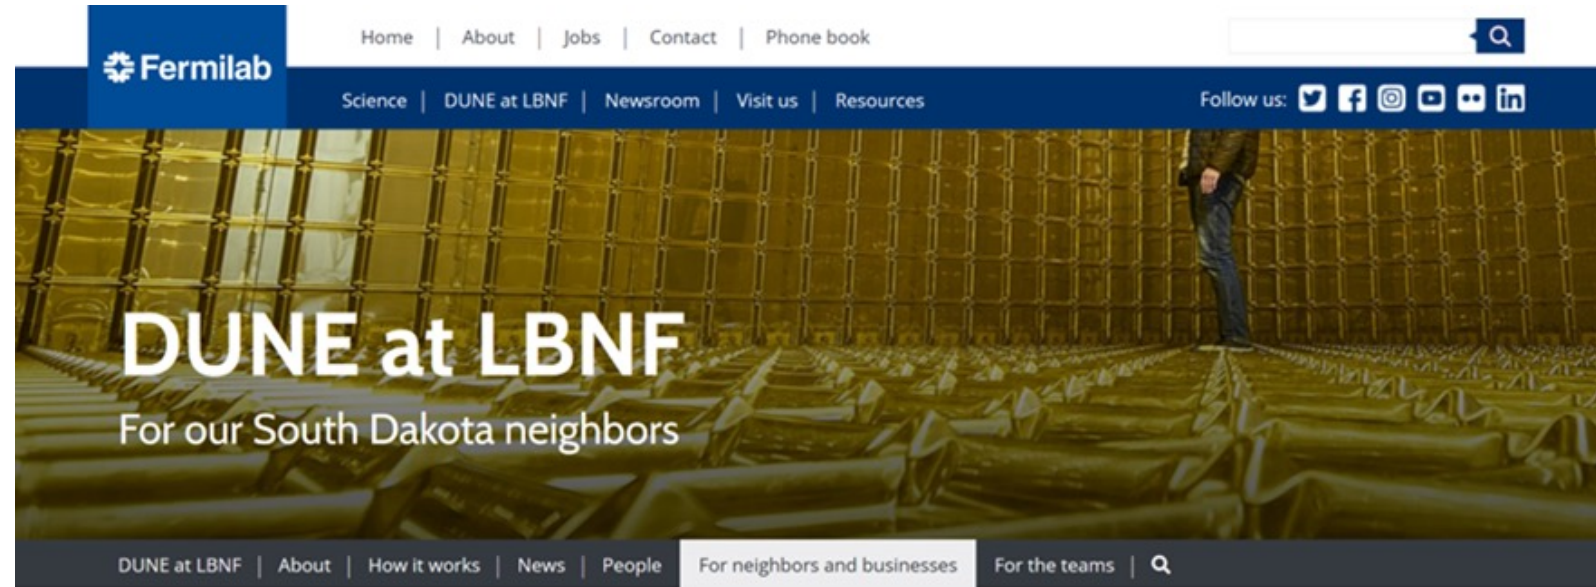 Home | About | Jobs | Contact | Phone book
Fermilab
Science | DUNE at LBNF | Newsroom | Visit us | Resources
Follow us:
DUNE at LBNF
For our South Dakota neighbors
DUNE at LBNF | About | How it works | News | People For neighbors and businesses For the teams |